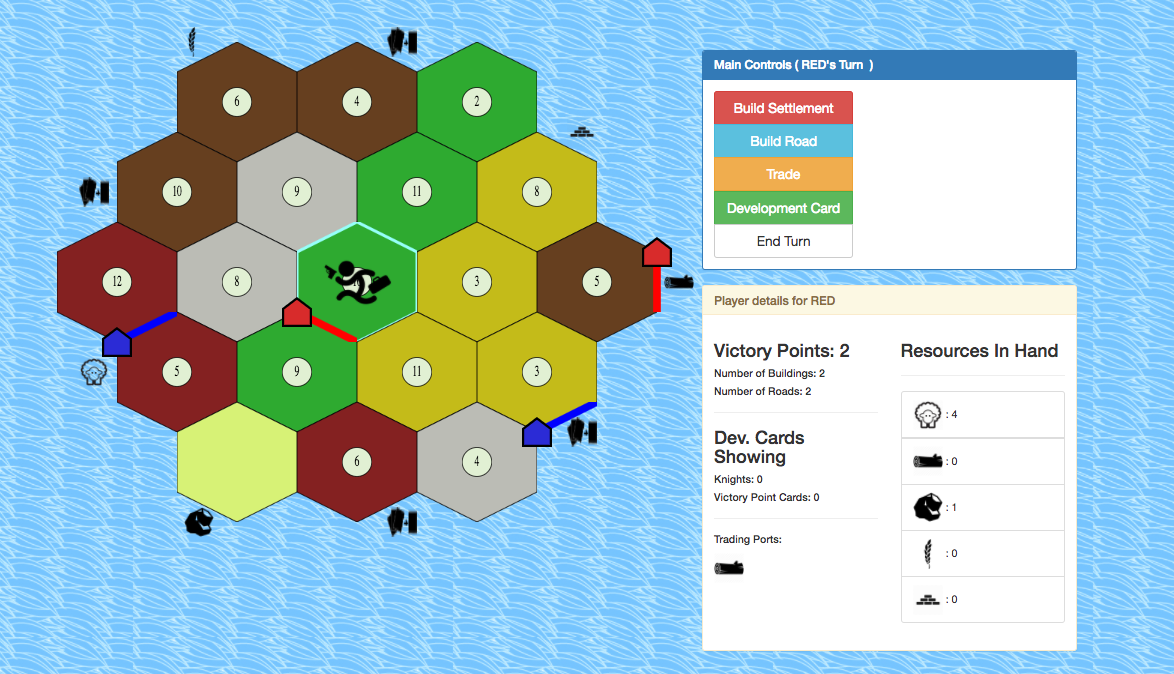 6
4
2
10
9
11
8
12
8
3
5
5
9
11
3
6
4
Main Controls ( RED's Turn )
Build Settlement
Build Road
Trade
Development Card
End Turn
Player details for RED
Victory Points: 2
Number of Buildings: 2
Number of Roads: 2
Dev. Cards
Showing
Knights: 0
Victory Point Cards: 0
Trading Ports:
Resources In Hand
: 4
: 0
: 1
: 0
: 0